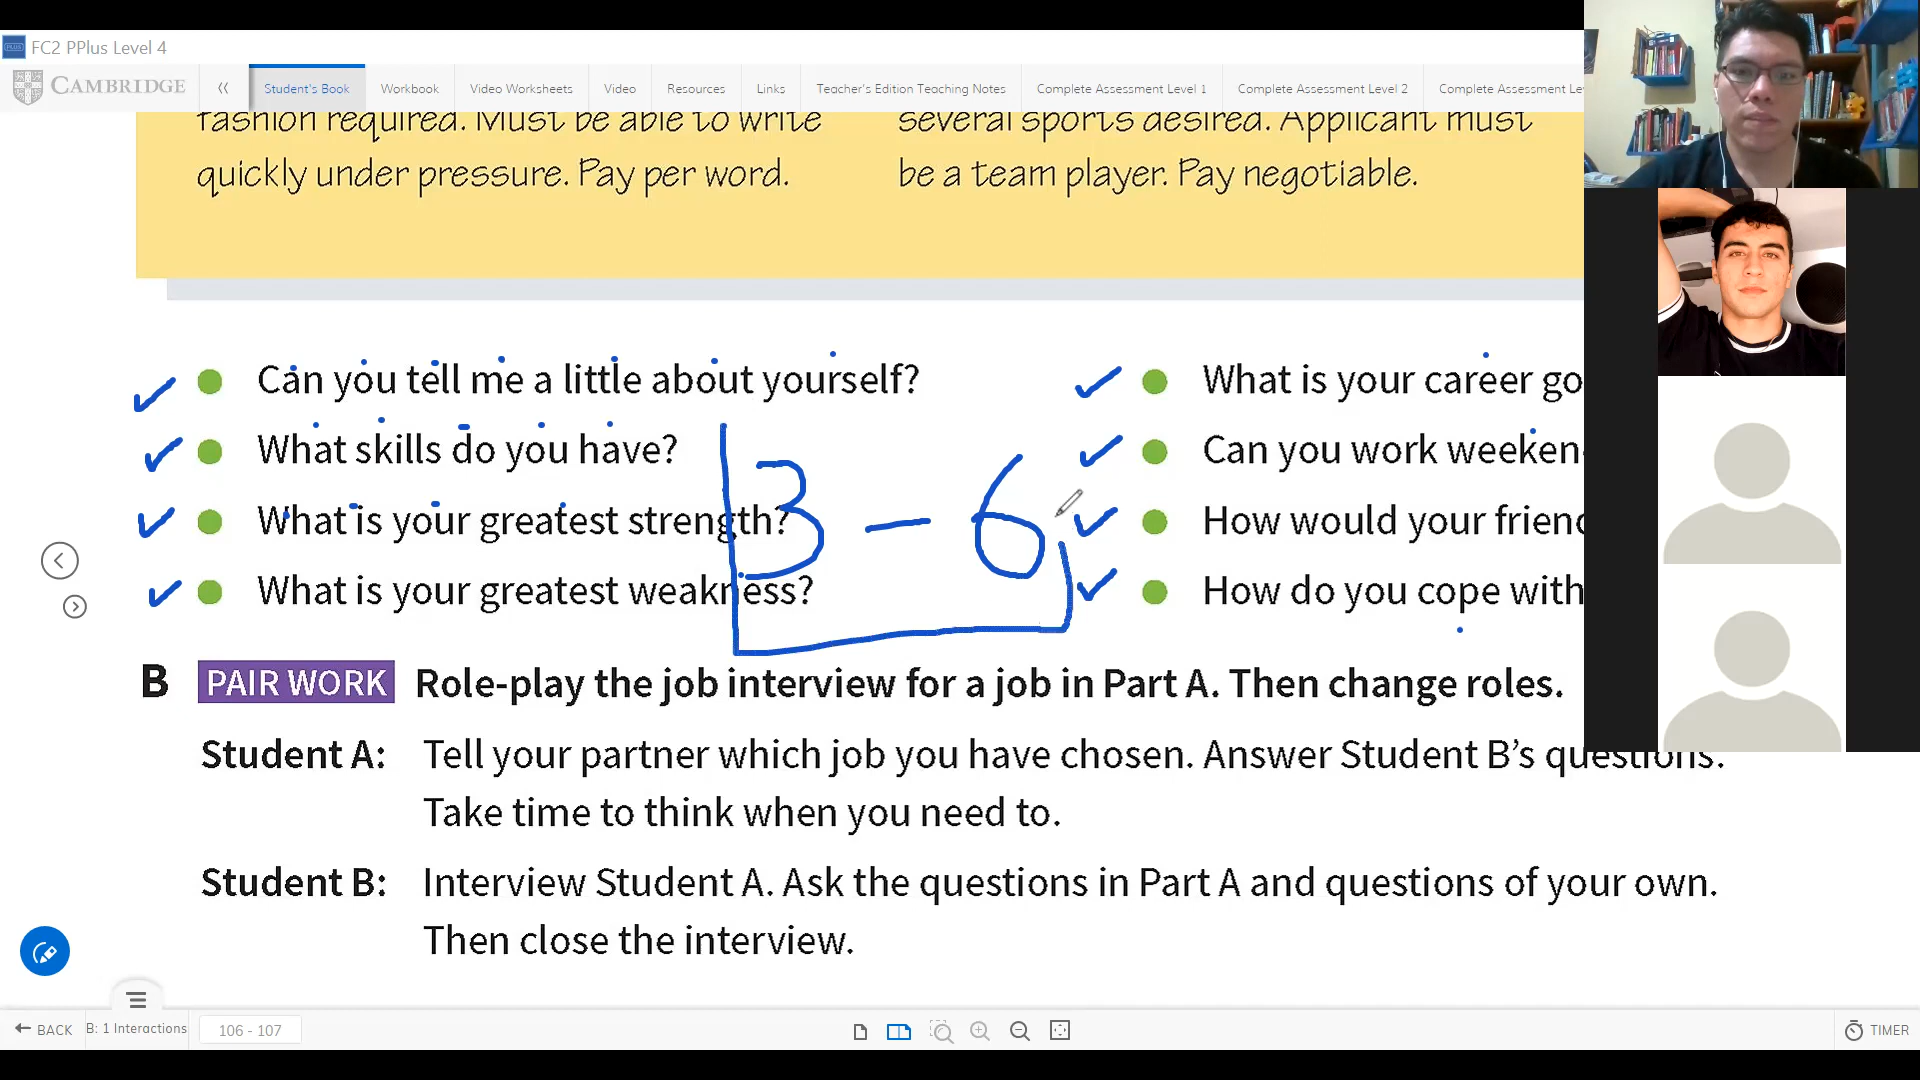 FC2 PPlus Level 4
CAMBRIDGE
Student's Book
Workbook
Video Worksheets
Video
Resources
Links
Teacher's Edition Teaching Notes
Complete Assessment Level 1
Complete Assessment Level 2
Complete Assessment Le
fashion required. Must be able to write
quickly under pressure. Pay per word.
several sports desired. Applicant must
be a team player. Pay negotiable.
Can you tell me a little about yourself?
What skills do you have?
What is your greatest strength?
What is your greatest weakness?
3 - 6
What is your career go
Can you work weeken
How would your friend
How do you cope with
B PAIR WORK Role-play the job interview for a job in Part A. Then change roles.
Student A: Tell your partner which job you have chosen. Answer Student B's questions.
Take time to think when you need to.
Student B: Interview Student A. Ask the questions in Part A and questions of your own.
Then close the interview.
BACK
B: 1 Interactions
106 - 107
TIMER